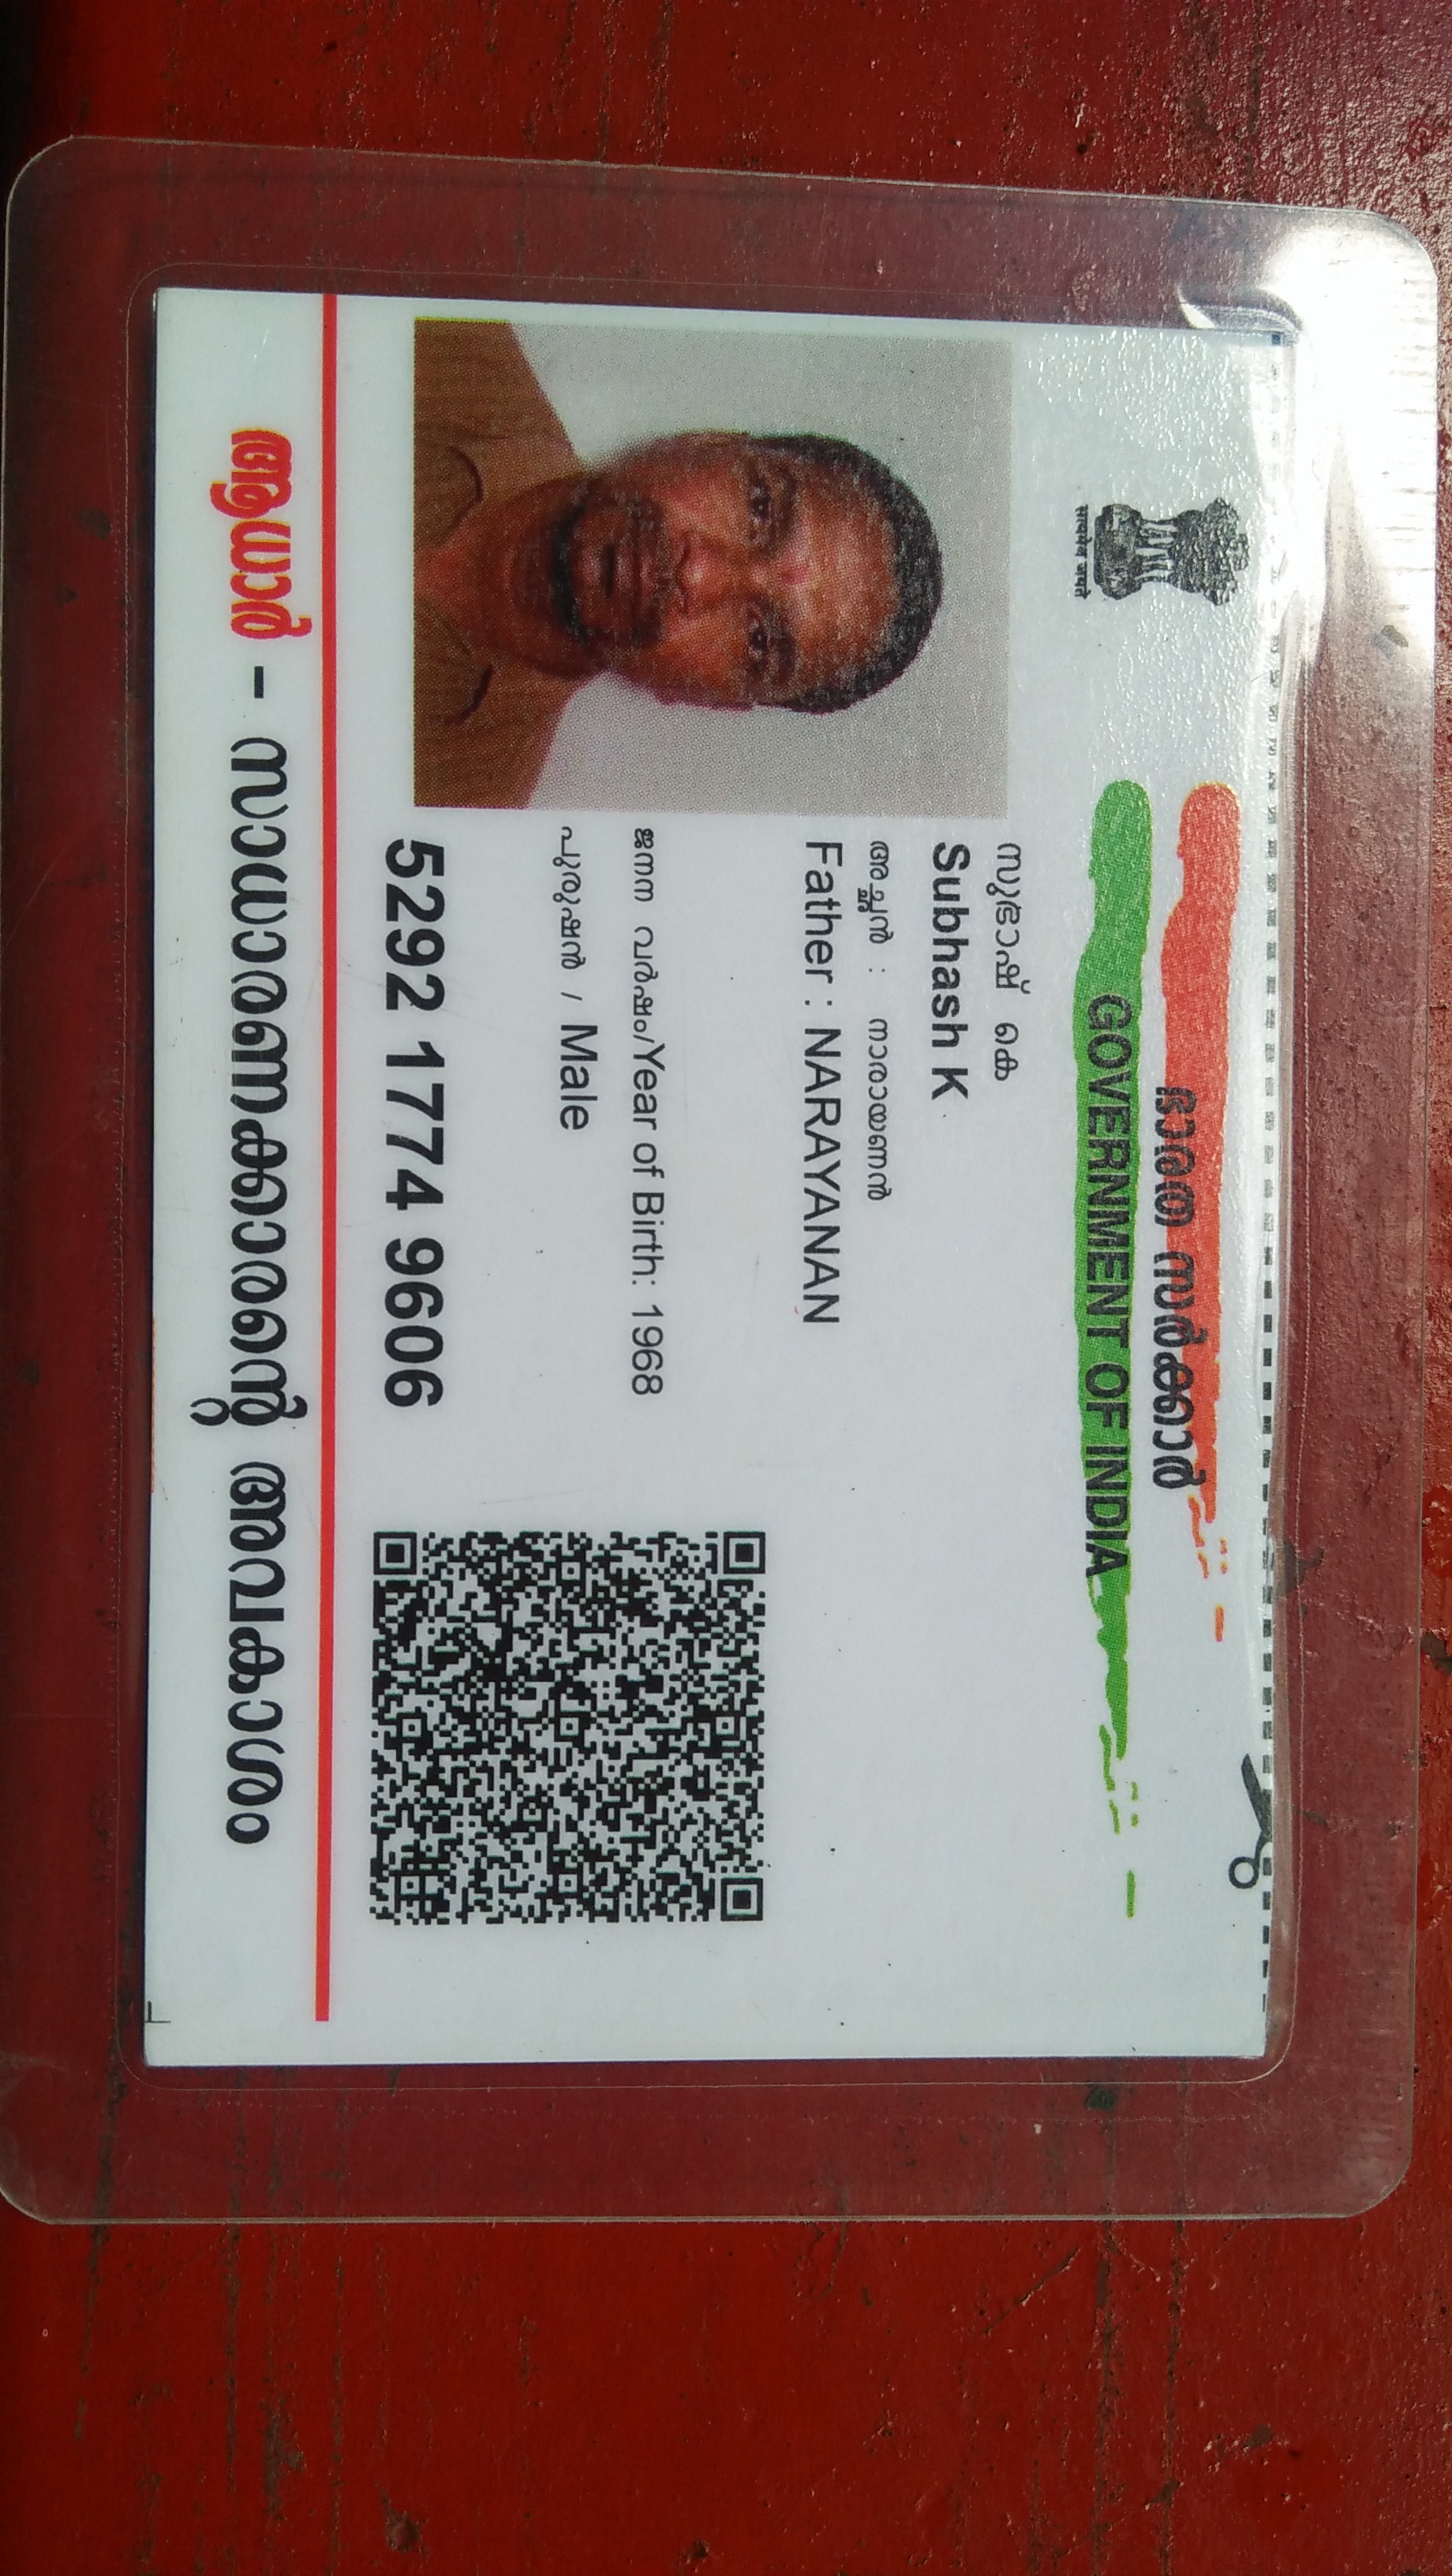 सत्यमेव जयते
ഭാരത സർക്കാർ
GOVERNMENT OF INDIA
സുഭാഷ് കെ
Subhash K
അച്ഛൻ : നാരായണൻ
Father : NARAYANAN
ജനന വർഷം/Year of Birth: 1968
പുരുഷൻ / Male
5292 1774 9606
ആധാർ - സാധാരണക്കാരന്റെ അവകാശം